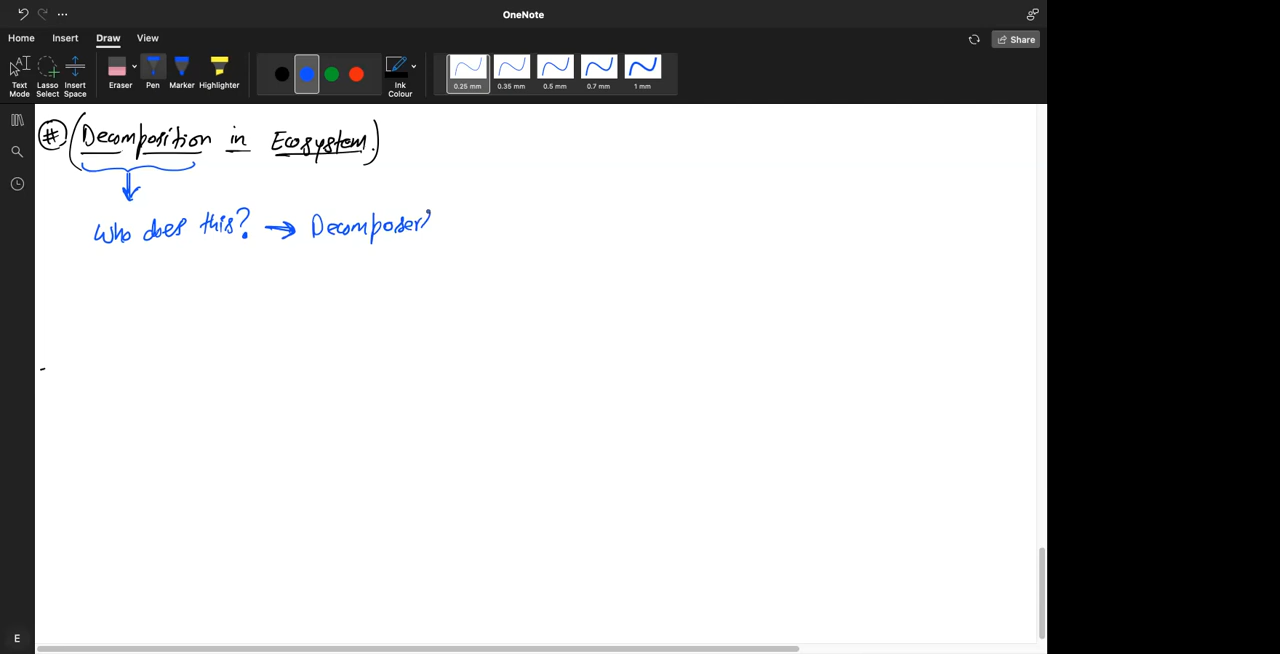 OneNote
Home Insert Draw View
Share
Text Mode
Lasso Select
Insert Space
Eraser
Pen
Marker
Highlighter
Ink Colour
0.25 mm
0.35 mm
0.5 mm
0.7 mm
1 mm
# (Decomposition in Ecosystem.)
Who does this? → Decomposer
E